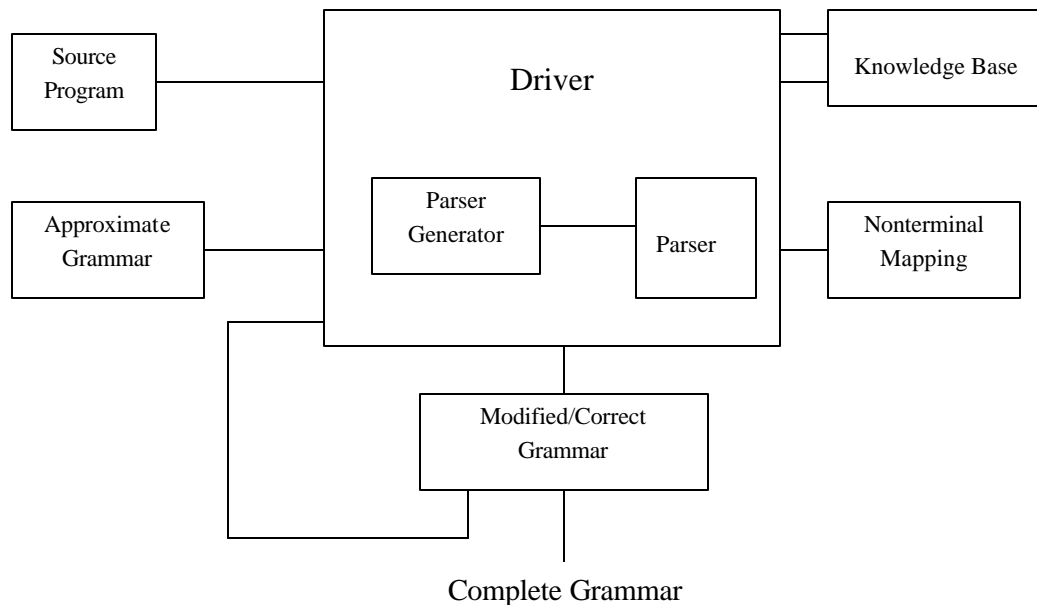 Source
Program
Driver
Knowledge Base
Approximate
Grammar
Parser
Generator
Parser
Nonterminal
Mapping
Modified/Correct
Grammar
Complete Grammar